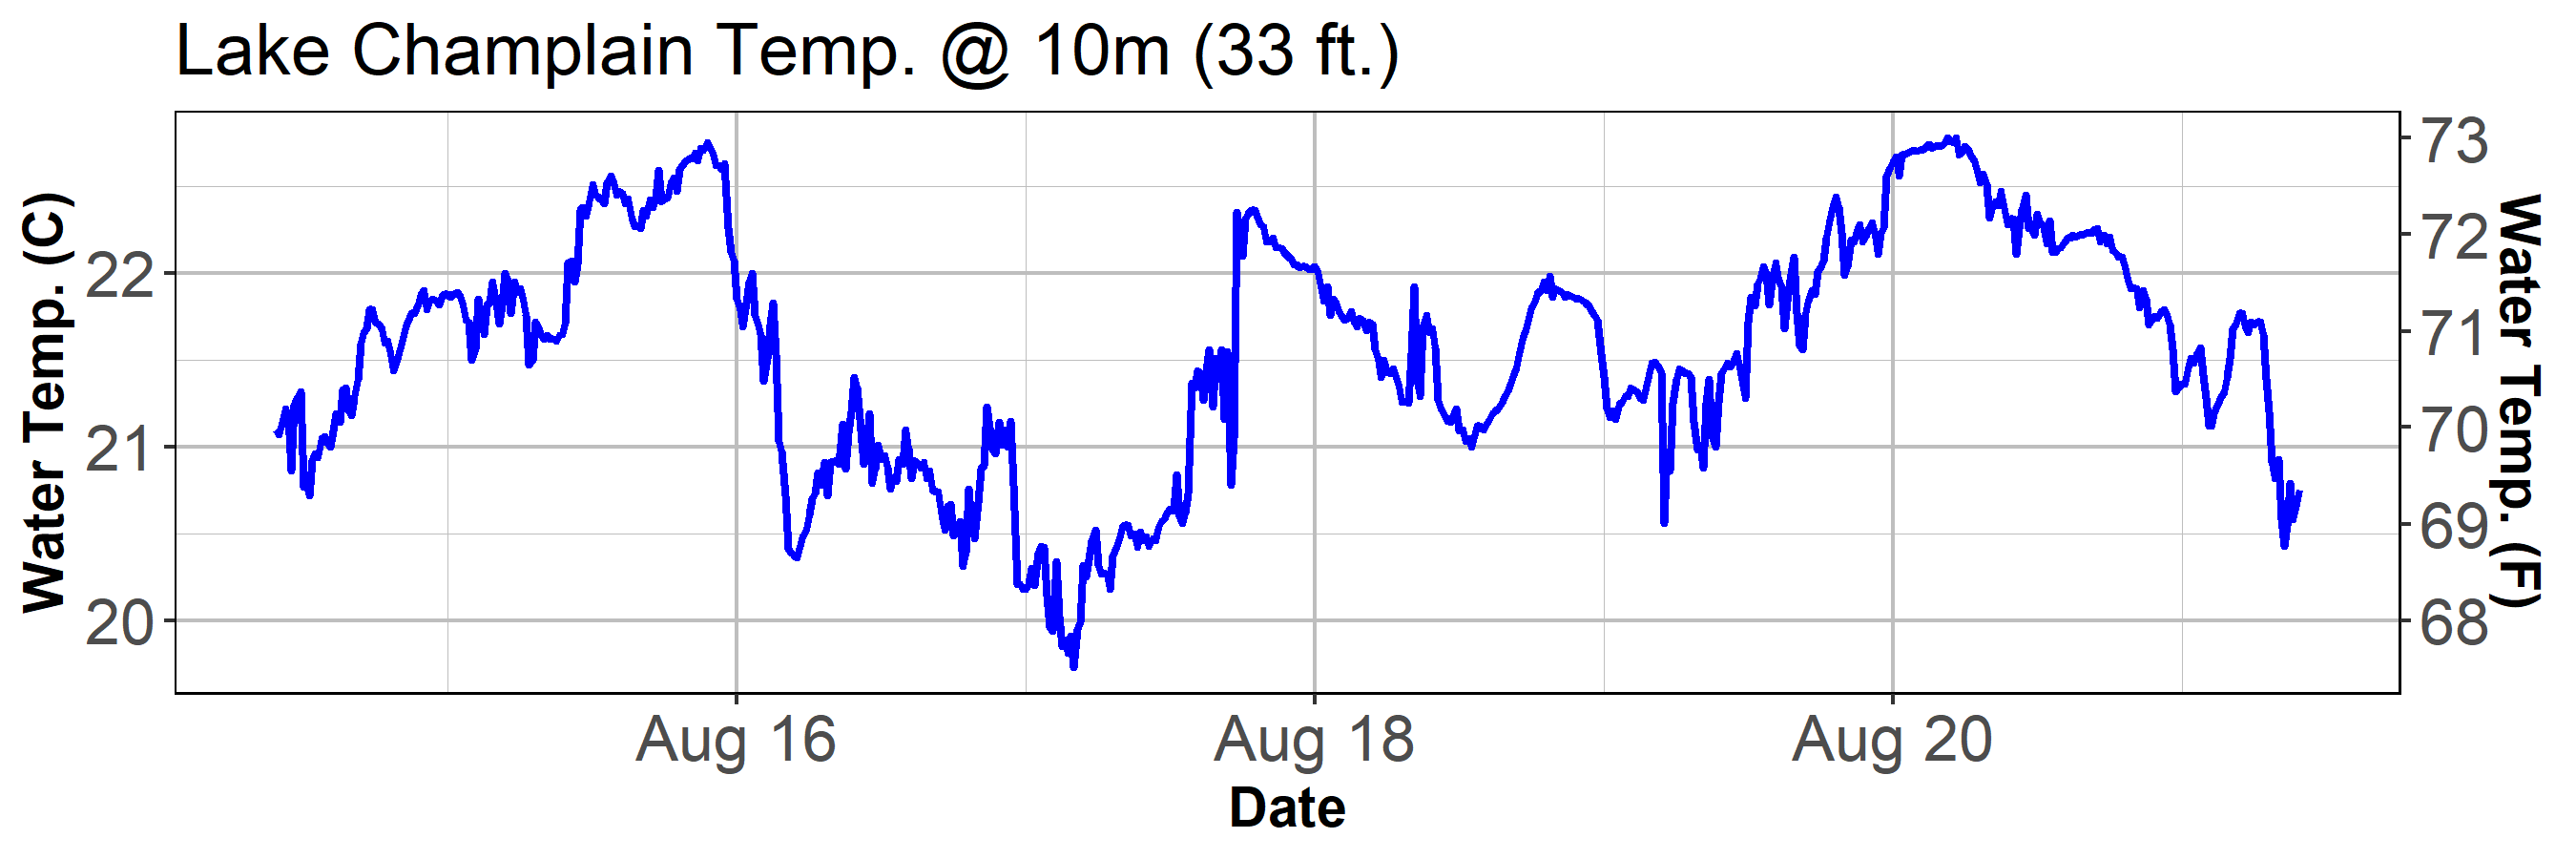 Lake Champlain Temp. @ 10m (33 ft.)
Water Temp. (C)
22
21
20
73
72
71
70
69
68
Water Temp. (F)
Aug 16
Aug 18
Aug 20
Date